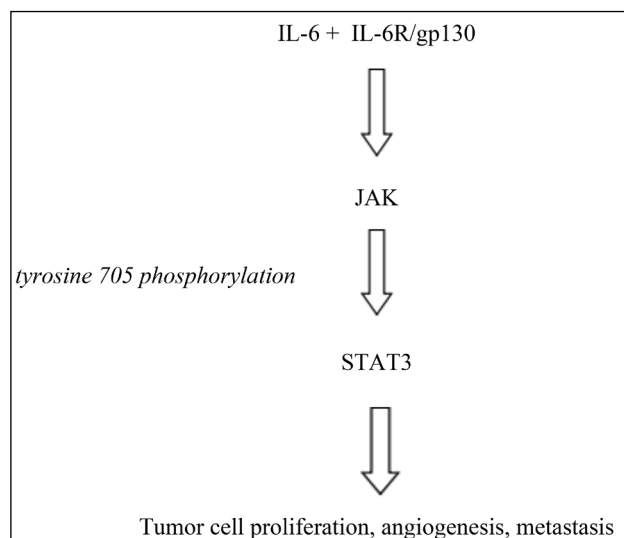 IL-6 + IL-6R/gp130
JAK
tyrosine 705 phosphorylation
STAT3
Tumor cell proliferation, angiogenesis, metastasis